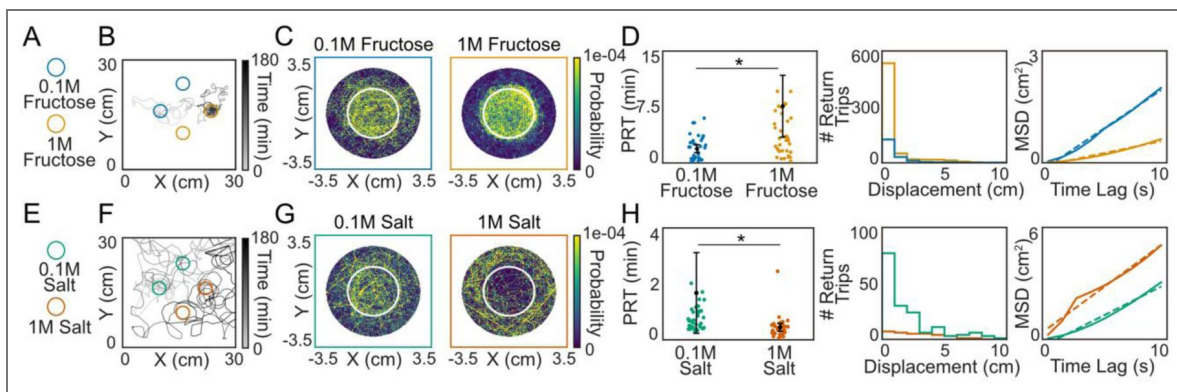 A
0.1M
Fructose
1M
Fructose
B
30
Y (cm)
0
0
X (cm)
30
180
Time (min)
0
C
0.1M Fructose
1M Fructose
3.5
Y (cm)
-3.5
-3.5
X (cm)
3.5
-3.5
X (cm)
3.5
1e-04
Probability
0
D
15
PRT (min)
7.5
0
*
0.1M
Fructose
1M
Fructose
600
# Return
Trips
300
0
0
5
10
Displacement (cm)
3
MSD (cm²)
0
0
10
Time Lag (s)
E
0.1M
Salt
1M Salt
F
30
Y (cm)
0
0
X (cm)
30
180
Time (min)
0
G
0.1M Salt
1M Salt
3.5
Y (cm)
-3.5
-3.5
X (cm)
3.5
-3.5
X (cm)
3.5
1e-04
Probability
0
H
4
PRT (min)
2
0
*
0.1M
Salt
1M
Salt
100
# Return
Trips
50
0
0
5
10
Displacement (cm)
6
MSD (cm²)
0
0
10
Time Lag (s)